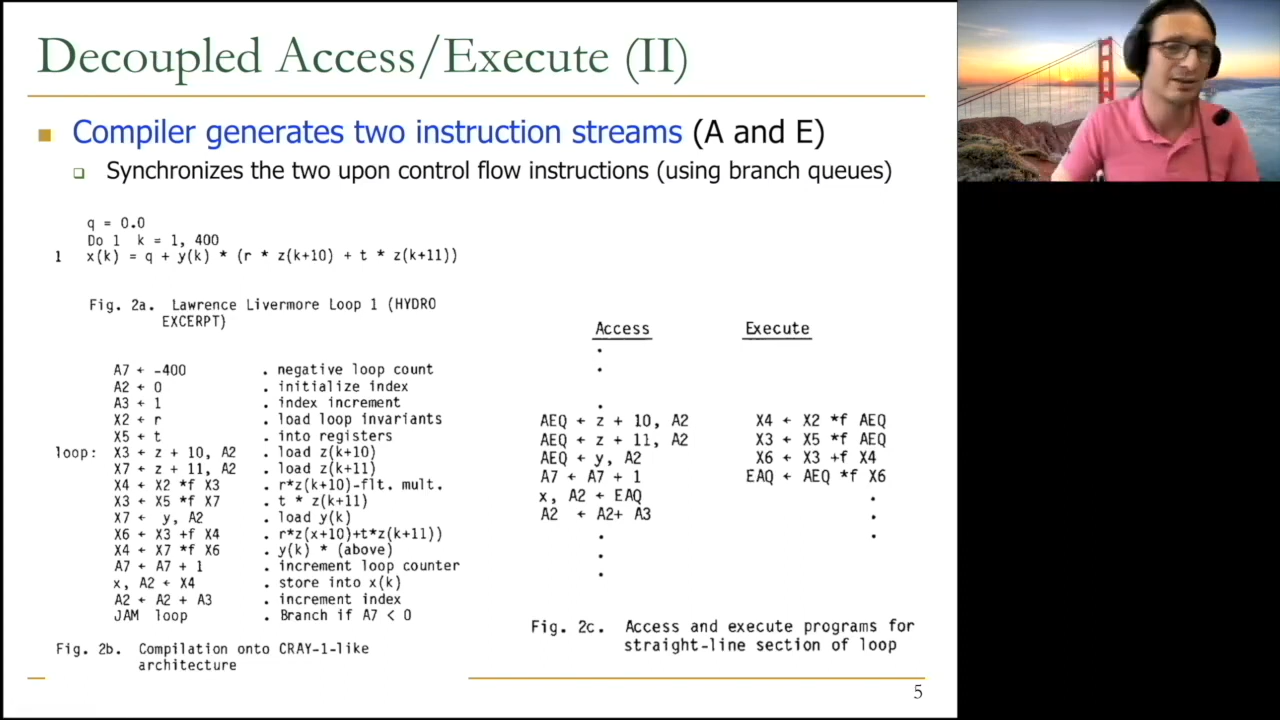 Decoupled Access/Execute (II)
Compiler generates two instruction streams (A and E)
Synchronizes the two upon control flow instructions (using branch queues)
q = 0.0
Do 1 k = 1, 400
1 x(k) = q + y(k) * (r * z(k+10) + t * z(k+11))
Fig. 2a. Lawrence Livermore Loop 1 (HYDRO
EXCERPT)
A7 ← -400 . negative loop count
A2 ← 0 . initialize index
A3 ← 1 . index increment
X2 ← r . load loop invariants
X5 ← t . into registers
loop: X3 ← z + 10, A2 . load z(k+10)
X7 ← z + 11, A2 . load z(k+11)
X4 ← X2 *f X3 . r*z(k+10)-flt. mult.
X3 ← X5 *f X7 . t * z(k+11)
X7 ← y, A2 . load y(k)
X6 ← X3 +f X4 . r*z(x+10)+t*z(k+11))
X4 ← X7 *f X6 . y(k) * (above)
A7 ← A7 + 1 . increment loop counter
x, A2 ← X4 . store into x(k)
A2 ← A2 + A3 . increment index
JAM loop . Branch if A7 < 0
Fig. 2b. Compilation onto CRAY-1-like
architecture
Access Execute
.
.
.
AEQ ← z + 10, A2 X4 ← X2 *f AEQ
AEQ ← z + 11, A2 X3 ← X5 *f AEQ
AEQ ← y, A2 X6 ← X3 +f X4
A7 ← A7 + 1 EAQ ← AEQ *f X6
x, A2 ← EAQ .
A2 ← A2+ A3 .
. .
.
.
Fig. 2c. Access and execute programs for
straight-line section of loop
5